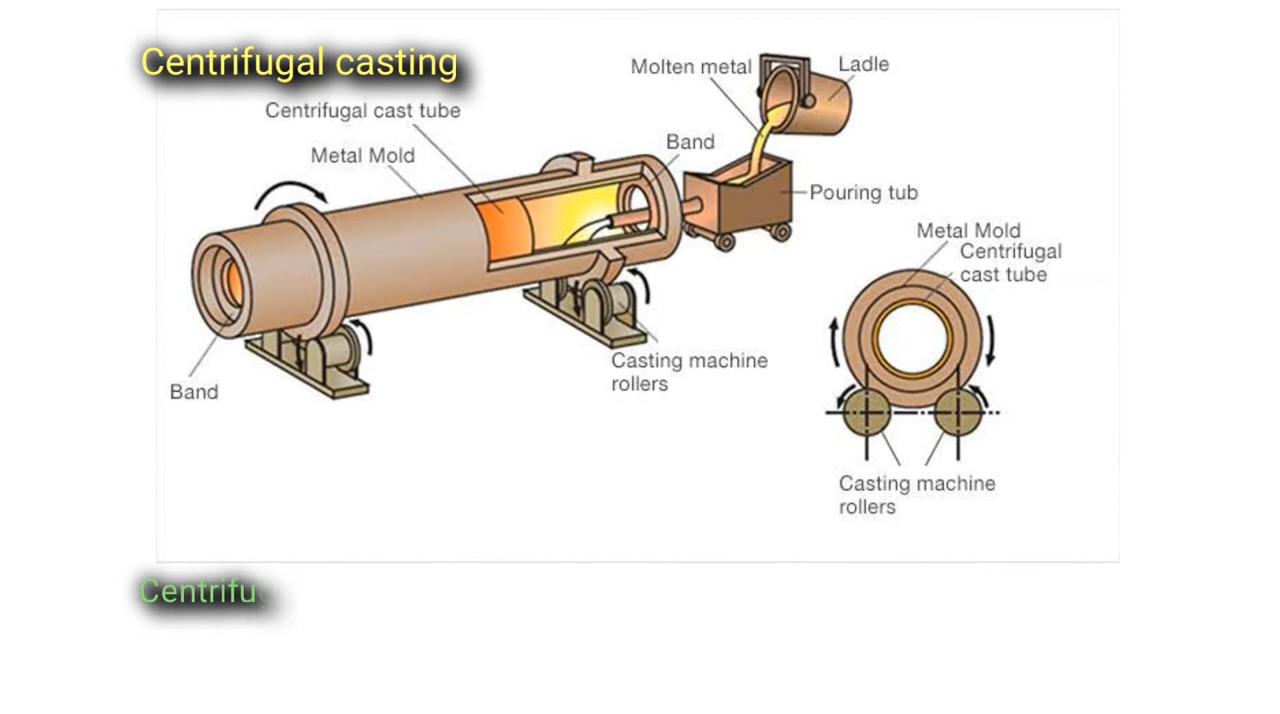 Centrifugal casting
Molten metal
Ladle
Centrifugal cast tube
Metal Mold
Band
Pouring tub
Metal Mold
Centrifugal
cast tube
Casting machine
rollers
Band
Casting machine
rollers
Centrifu